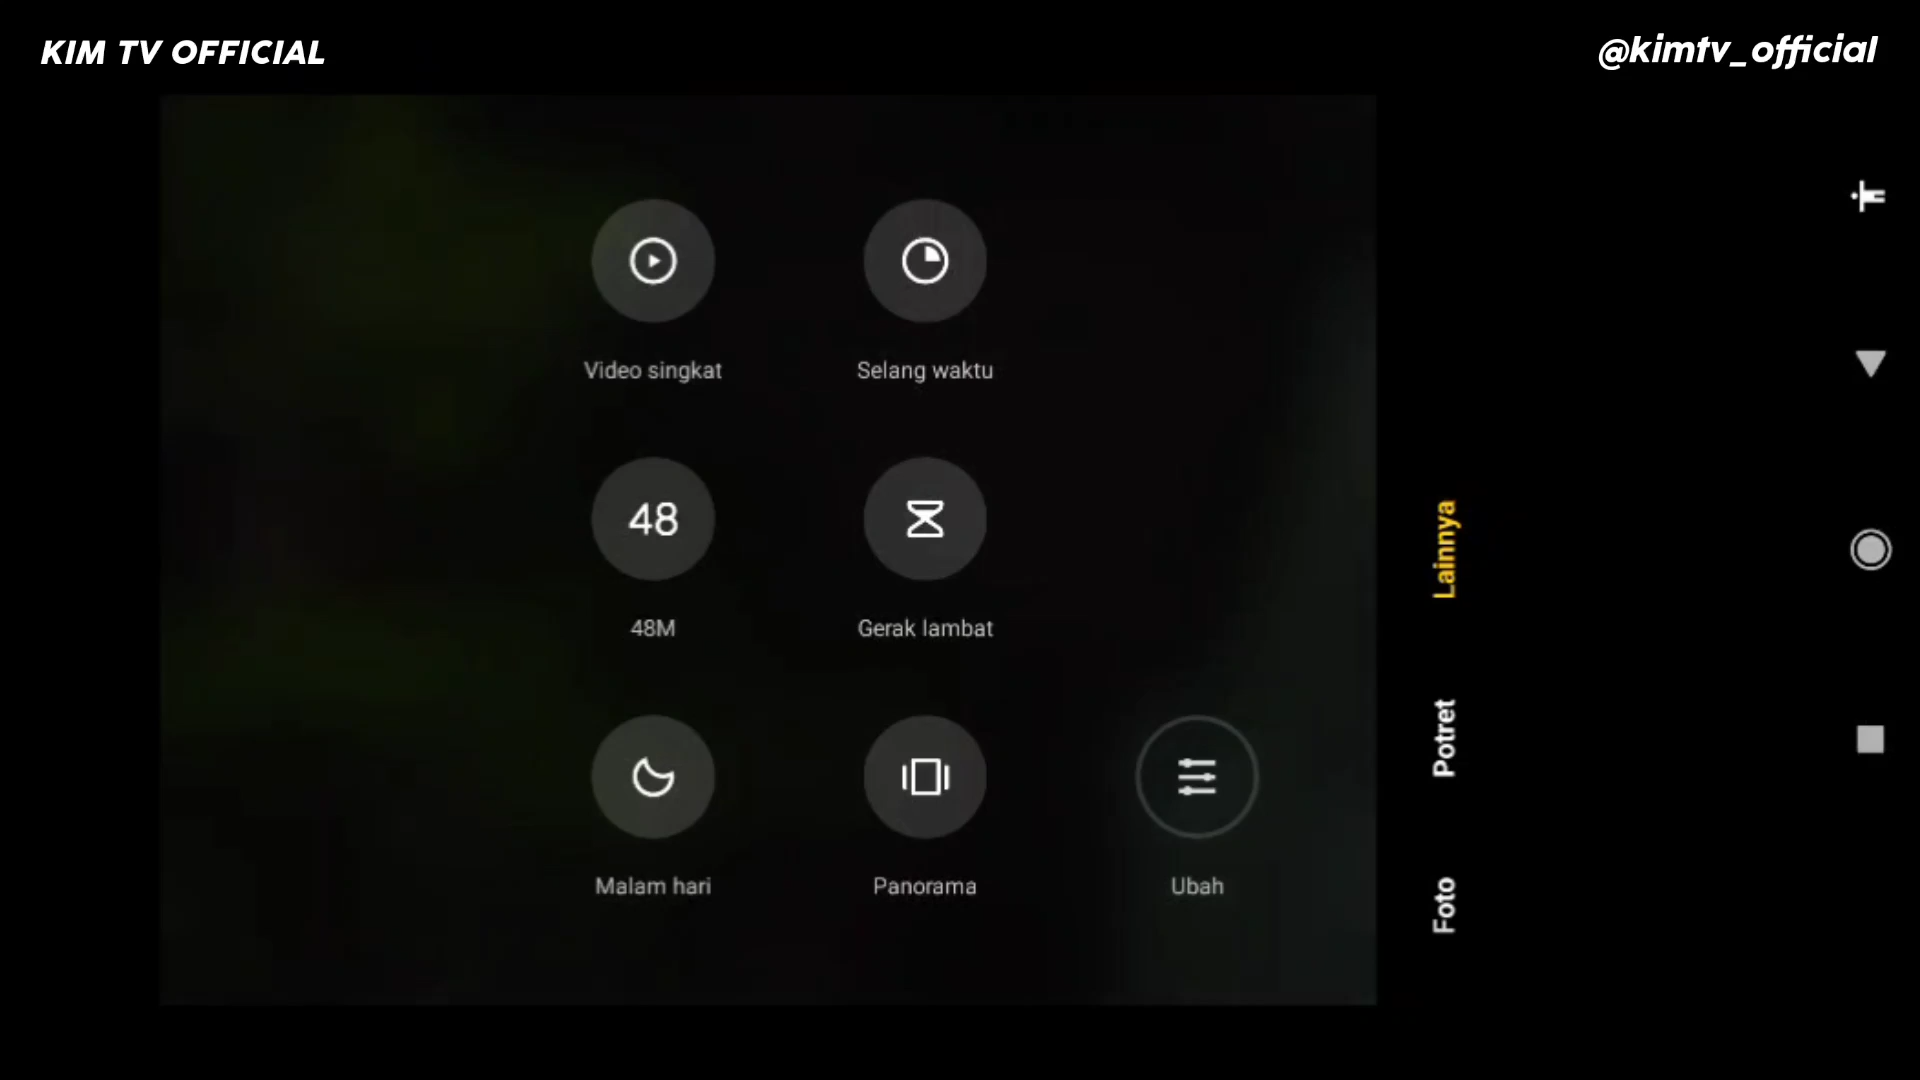 KIM TV OFFICIAL
@kimtv_official
Video singkat
Selang waktu
48
48M
Gerak lambat
Malam hari
Panorama
Ubah
Lainnya
Potret
Foto